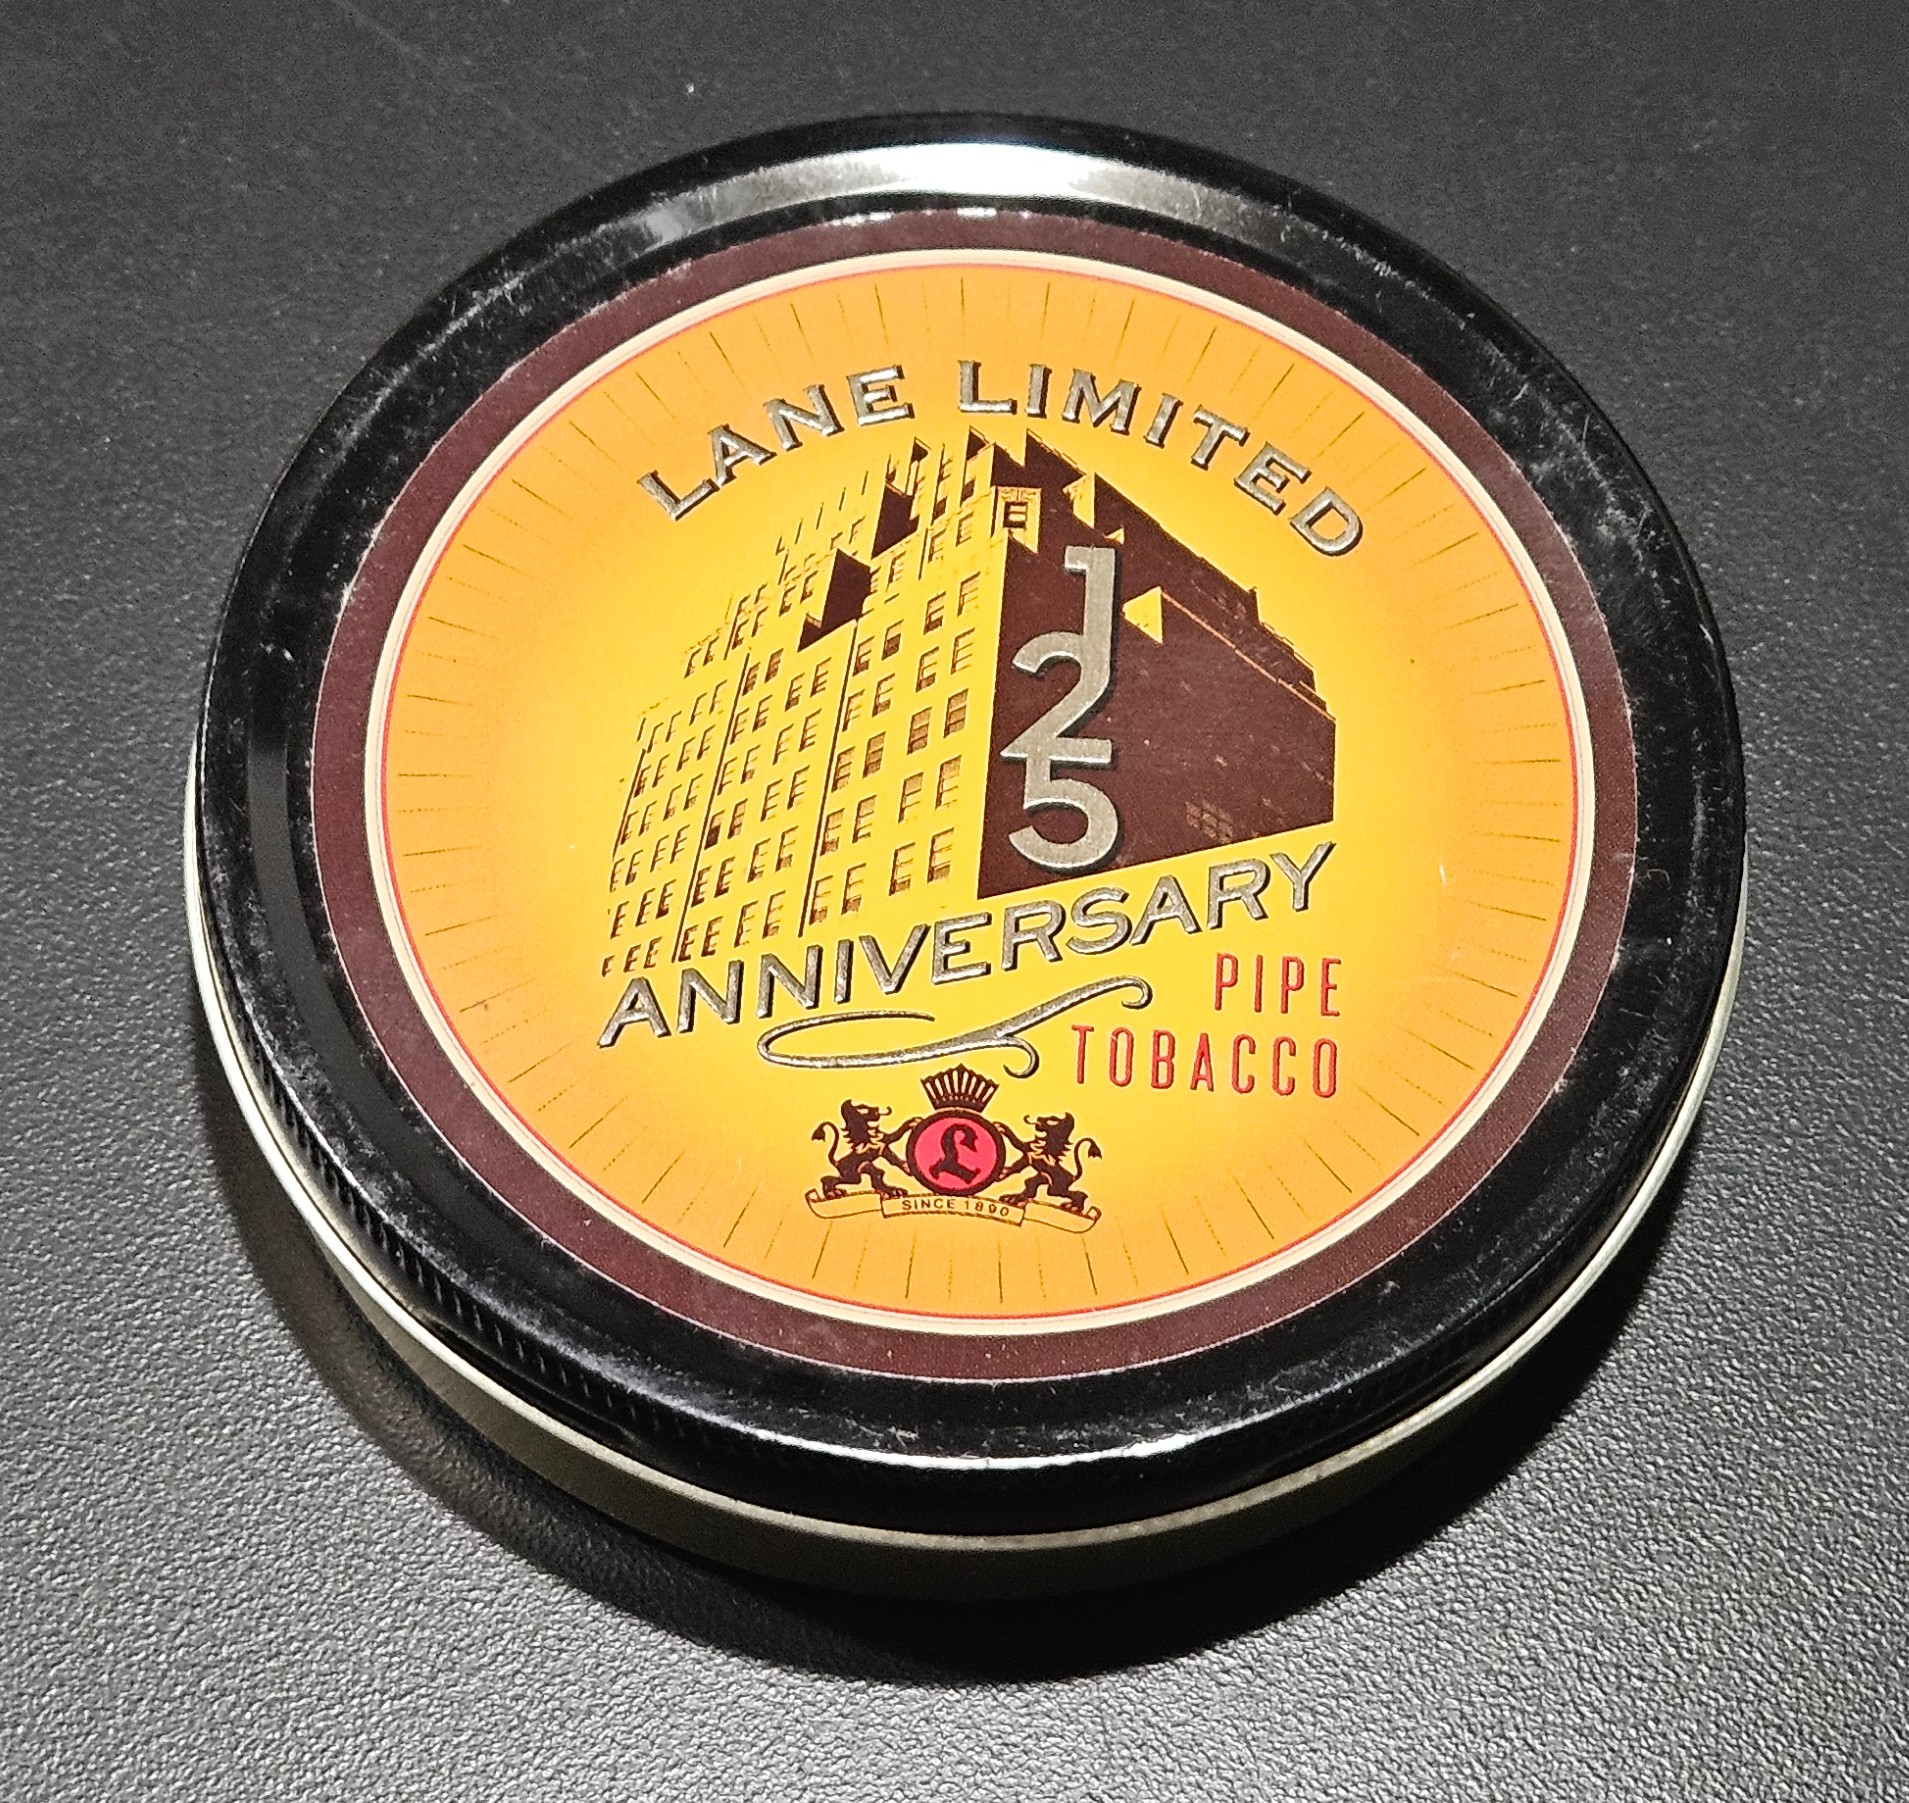 LANE LIMITED
125
ANNIVERSARY
PIPE
TOBACCO
L
SINCE 1890